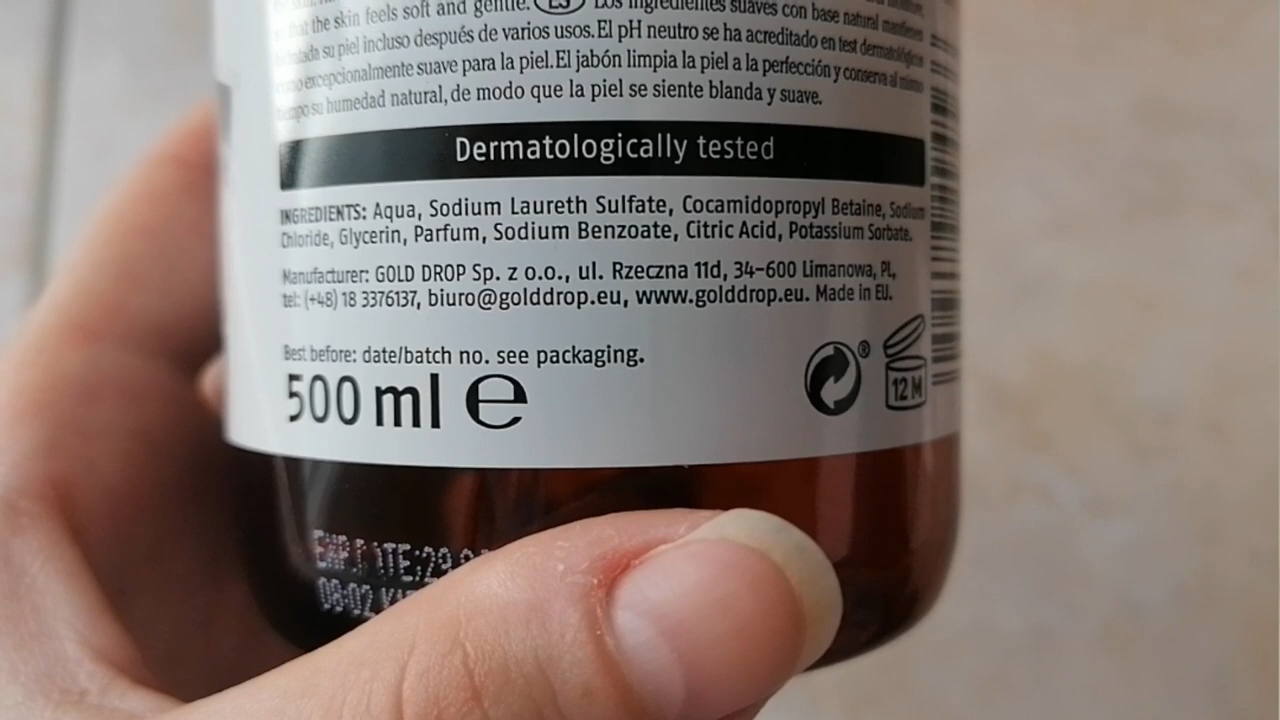 the skin feels soft and gentle. ES Los ingredientes suaves con base natural mantienen
su piel incluso después de varios usos. El pH neutro se ha acreditado en test dermatológicos
excepcionalmente suave para la piel. El jabón limpia la piel a la perfección y conserva al mismo
su humedad natural, de modo que la piel se siente blanda y suave.
Dermatologically tested
INGREDIENTS: Aqua, Sodium Laureth Sulfate, Cocamidopropyl Betaine, Sodium
Chloride, Glycerin, Parfum, Sodium Benzoate, Citric Acid, Potassium Sorbate.
Manufacturer: GOLD DROP Sp. z o.o., ul. Rzeczna 11d, 34-600 Limanowa, PL,
tel: (+48) 18 3376137, biuro@golddrop.eu, www.golddrop.eu. Made in EU.
Best before: date/batch no. see packaging.
500 ml e
®
12 M